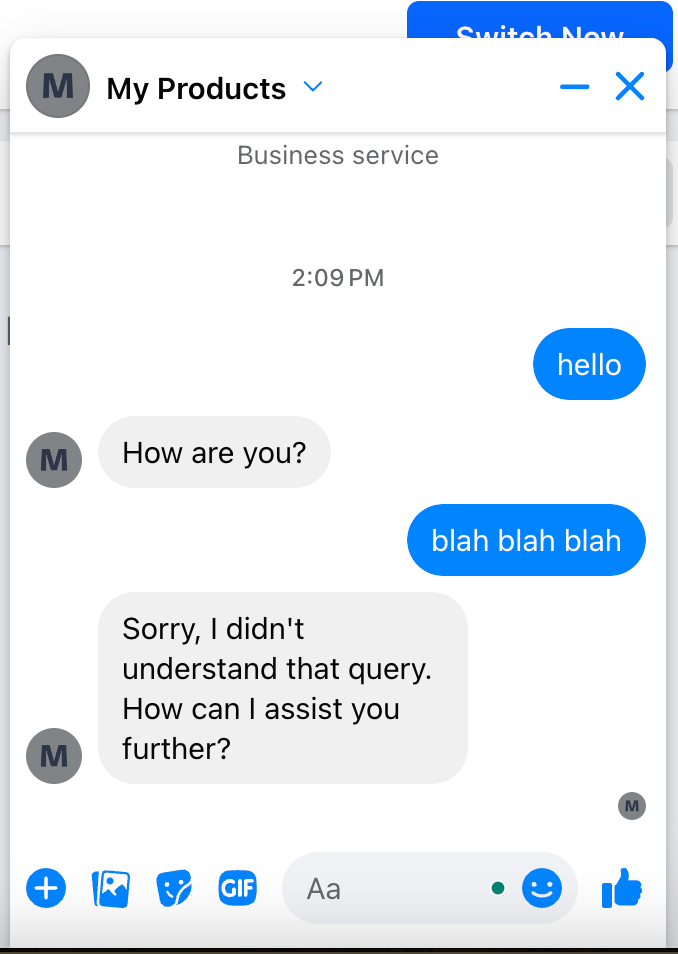 Switch Now
M My Products
Business service
2:09 PM
hello
M How are you?
blah blah blah
Sorry, I didn't
understand that query.
How can I assist you
further?
M
M
GIF Aa